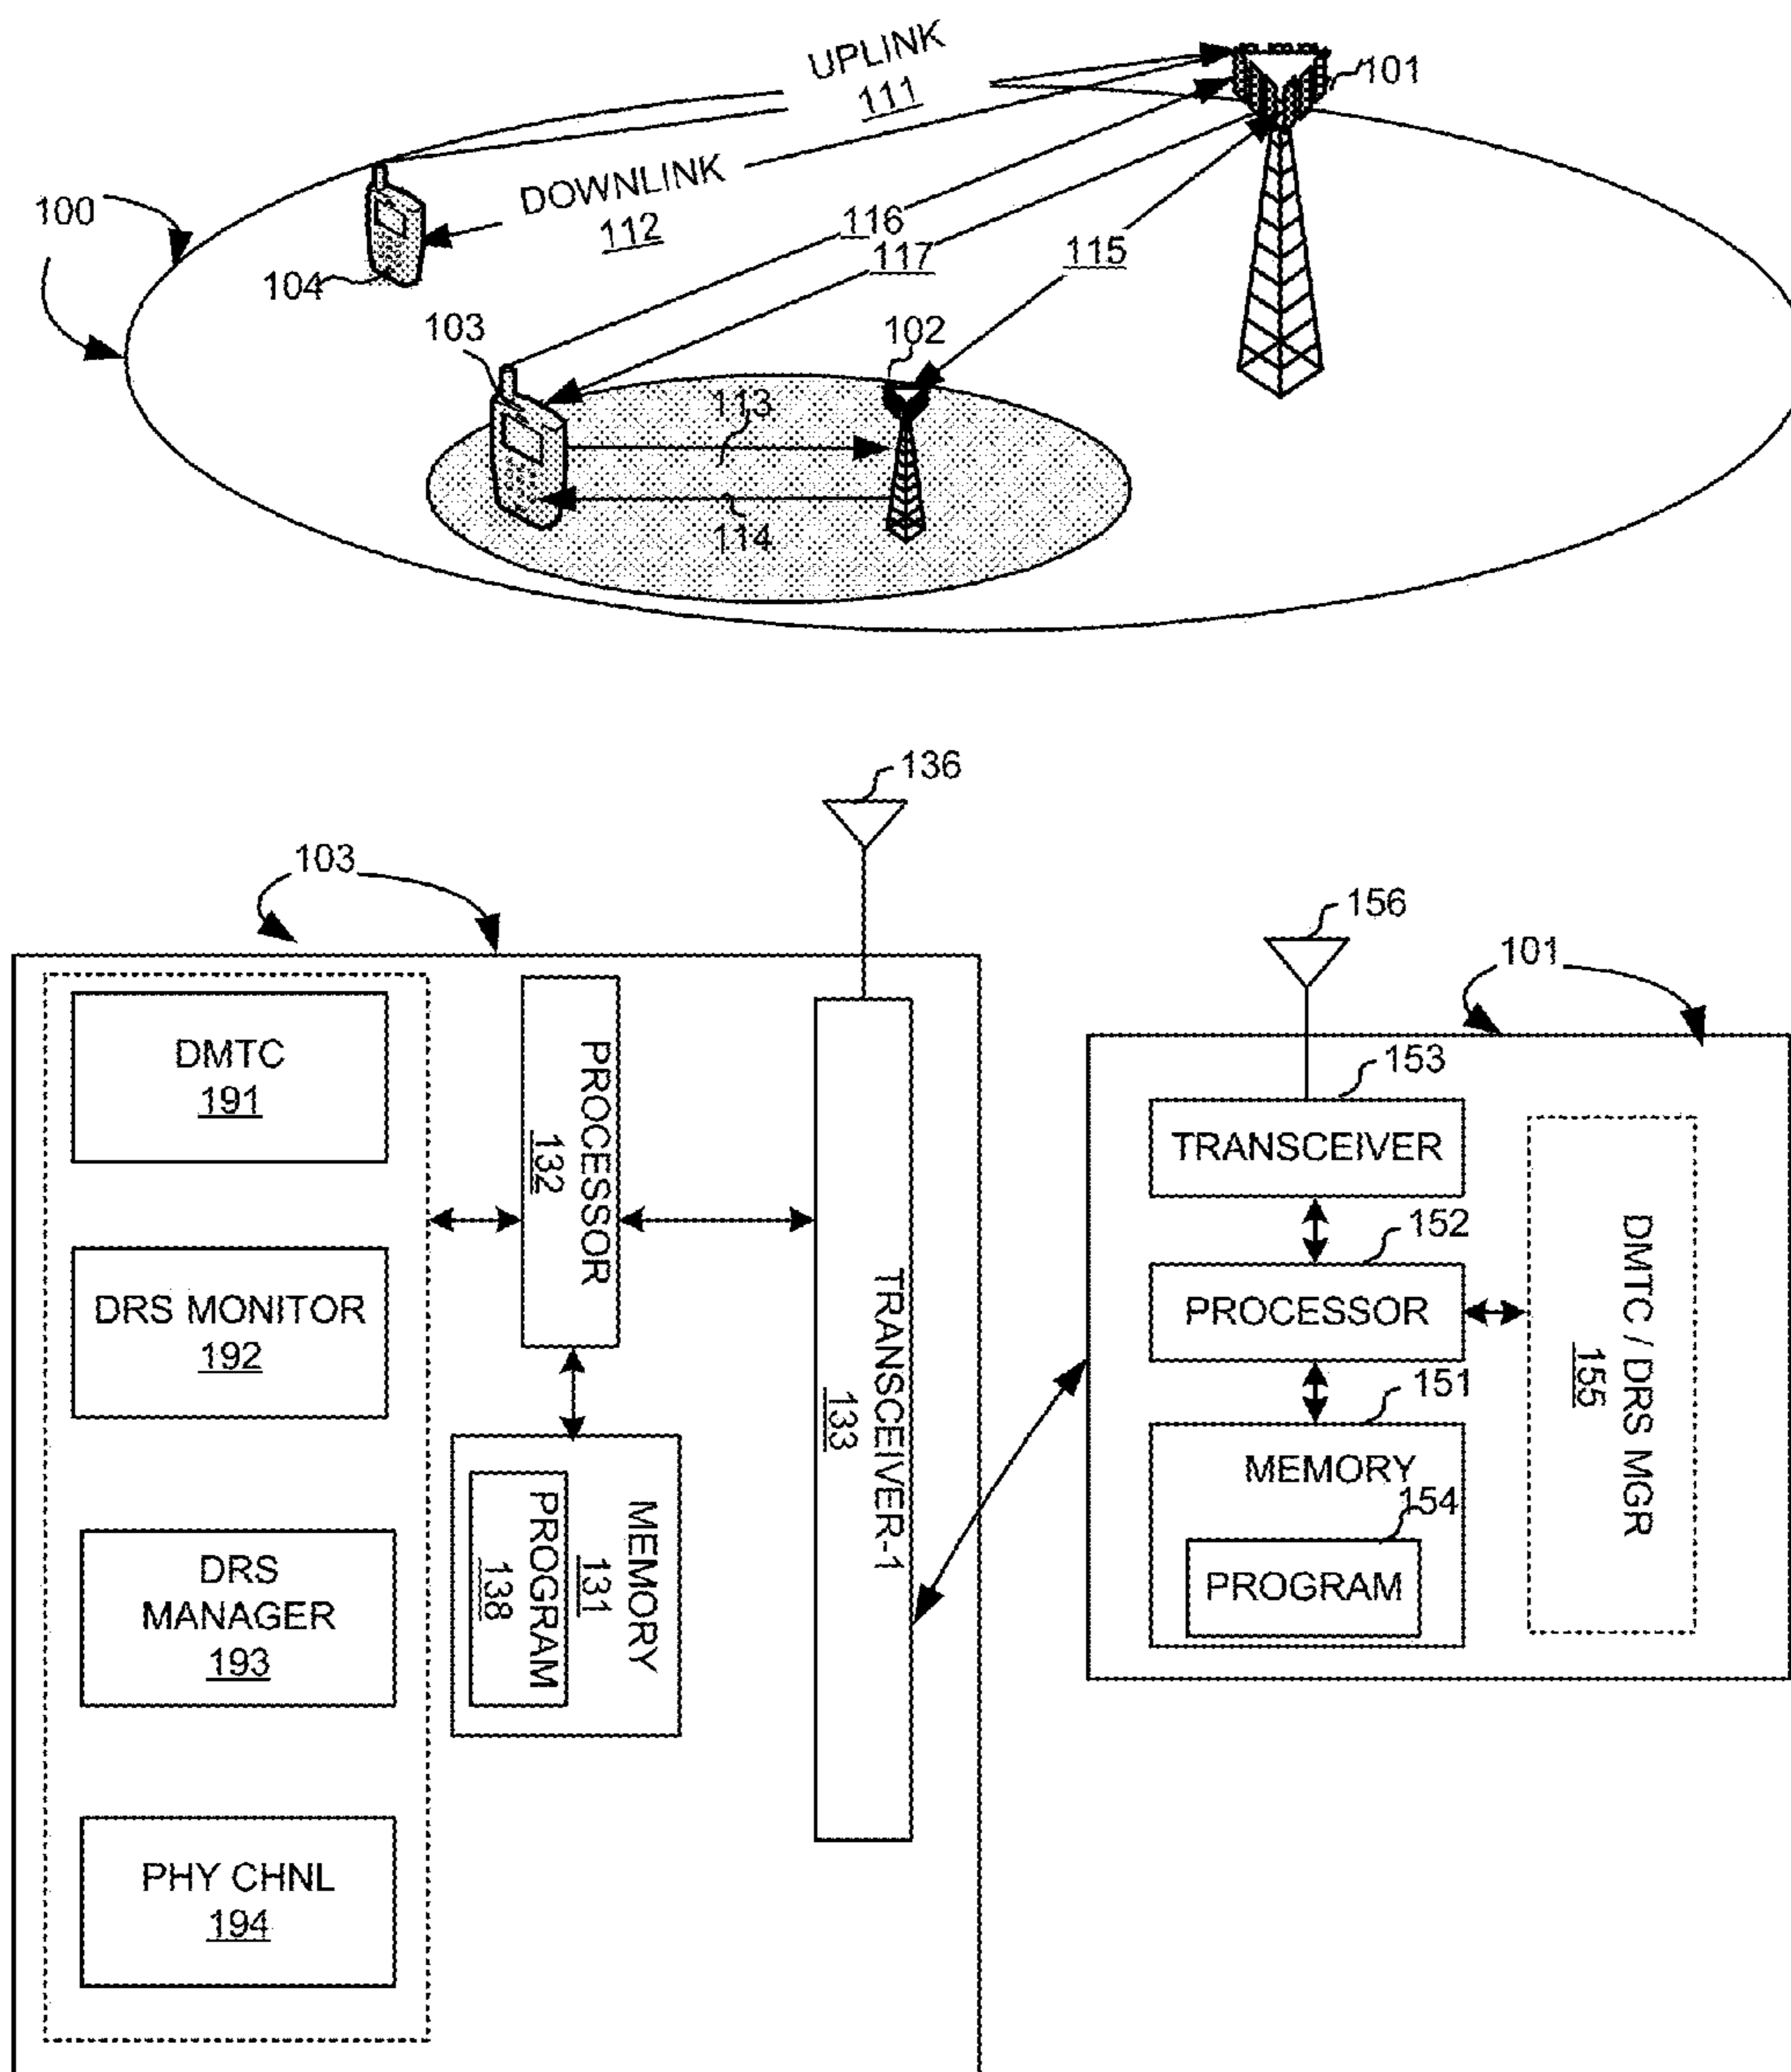 UPLINK
111
101
DOWNLINK
112
100
104
116
117
115
103
102
113
114
136
103
156
101
DMTC
191
PROCESSOR
132
153
TRANSCEIVER
152
DRS MONITOR
192
TRANSCEIVER-1
133
PROCESSOR
DMTC / DRS MGR
155
151
MEMORY
154
PROGRAM
MEMORY
131
PROGRAM
138
DRS
MANAGER
193
PHY CHNL
194